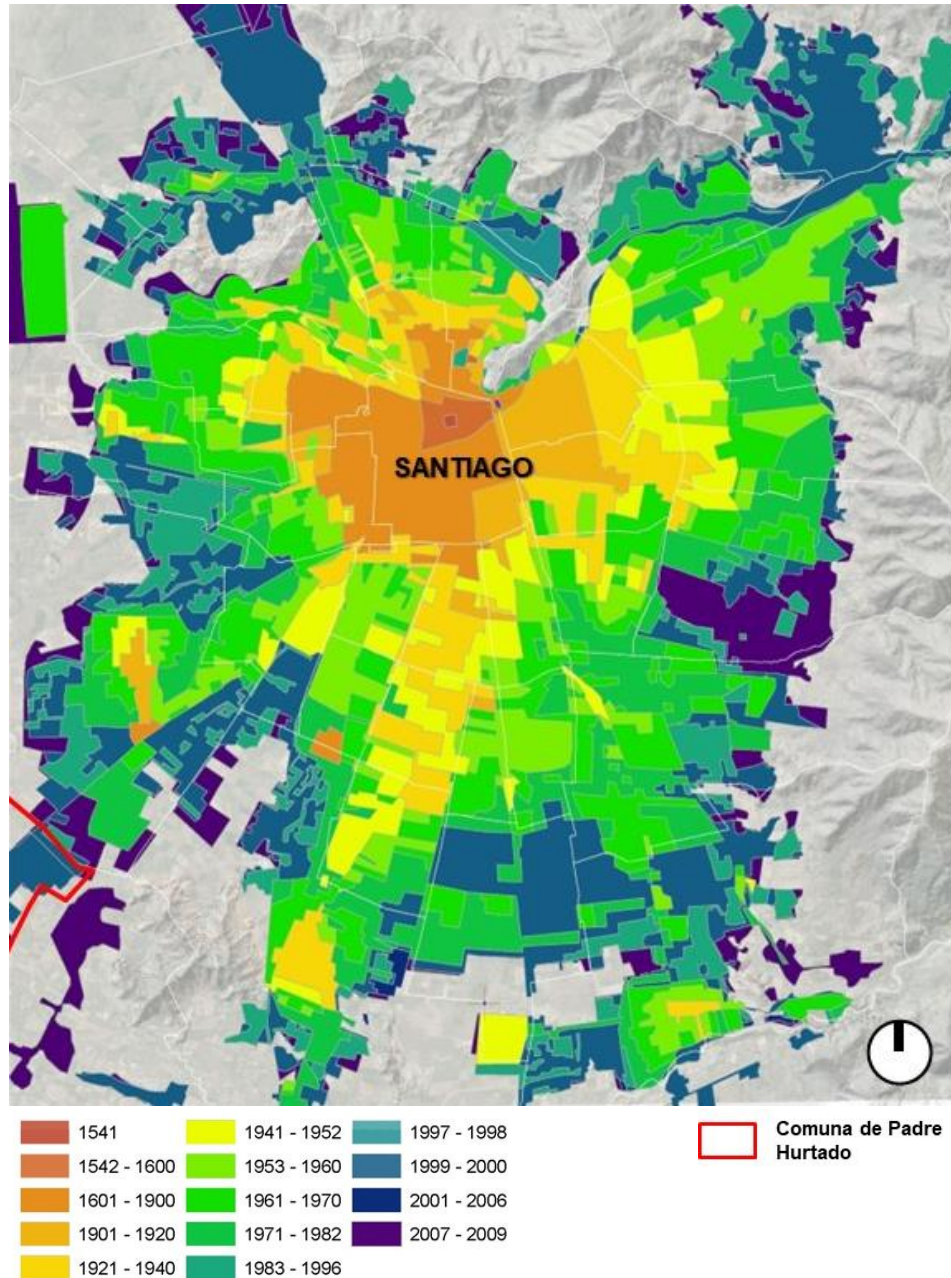 SANTIAGO
1541
1542 - 1600
1601 - 1900
1901 - 1920
1921 - 1940
1941 - 1952
1953 - 1960
1961 - 1970
1971 - 1982
1983 - 1996
1997 - 1998
1999 - 2000
2001 - 2006
2007 - 2009
Comuna de Padre
Hurtado